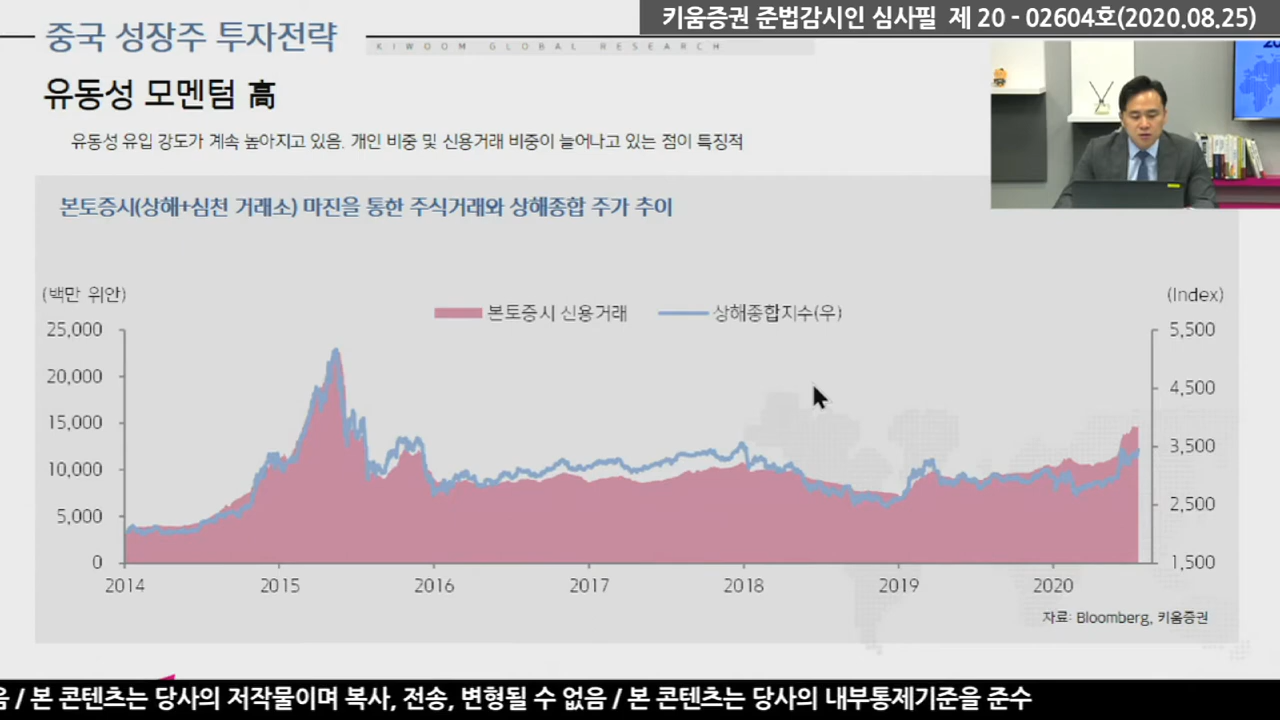 키움증권 준법감시인 심사필 제 20 - 02604호(2020.08.25)
중국 성장주 투자전략
KIWOOM GLOBAL RESEARCH
유동성 모멘텀 高
유동성 유입 강도가 계속 높아지고 있음. 개인 비중 및 신용거래 비중이 늘어나고 있는 점이 특징적
본토증시(상해+심천 거래소) 마진을 통한 주식거래와 상해종합 주가 추이
(백만 위안)
(Index)
본토증시 신용거래
상해종합지수(우)
25,000
20,000
15,000
10,000
5,000
0
5,500
4,500
3,500
2,500
1,500
2014 2015 2016 2017 2018 2019 2020
자료: Bloomberg, 키움증권
음 / 본 콘텐츠는 당사의 저작물이며 복사, 전송, 변형될 수 없음 / 본 콘텐츠는 당사의 내부통제기준을 준수